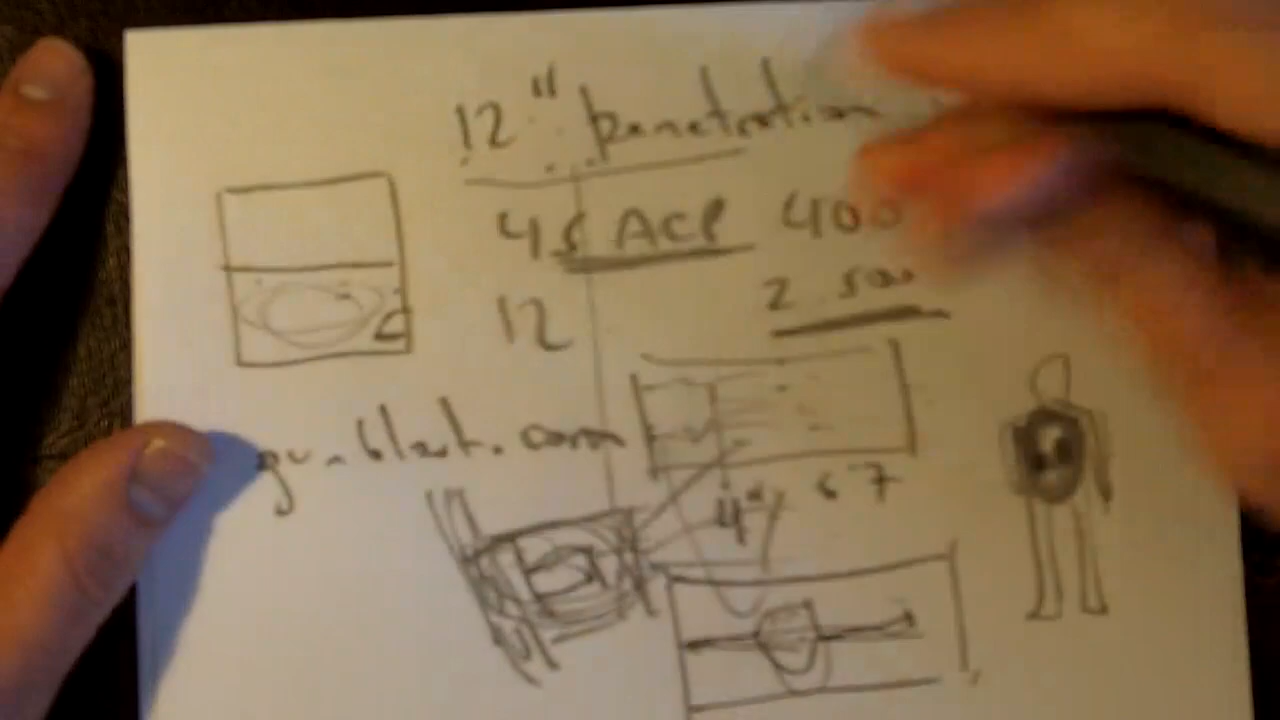 12" penetration
45 ACP 400
2 500
12
gunblast.com
4" 6 7